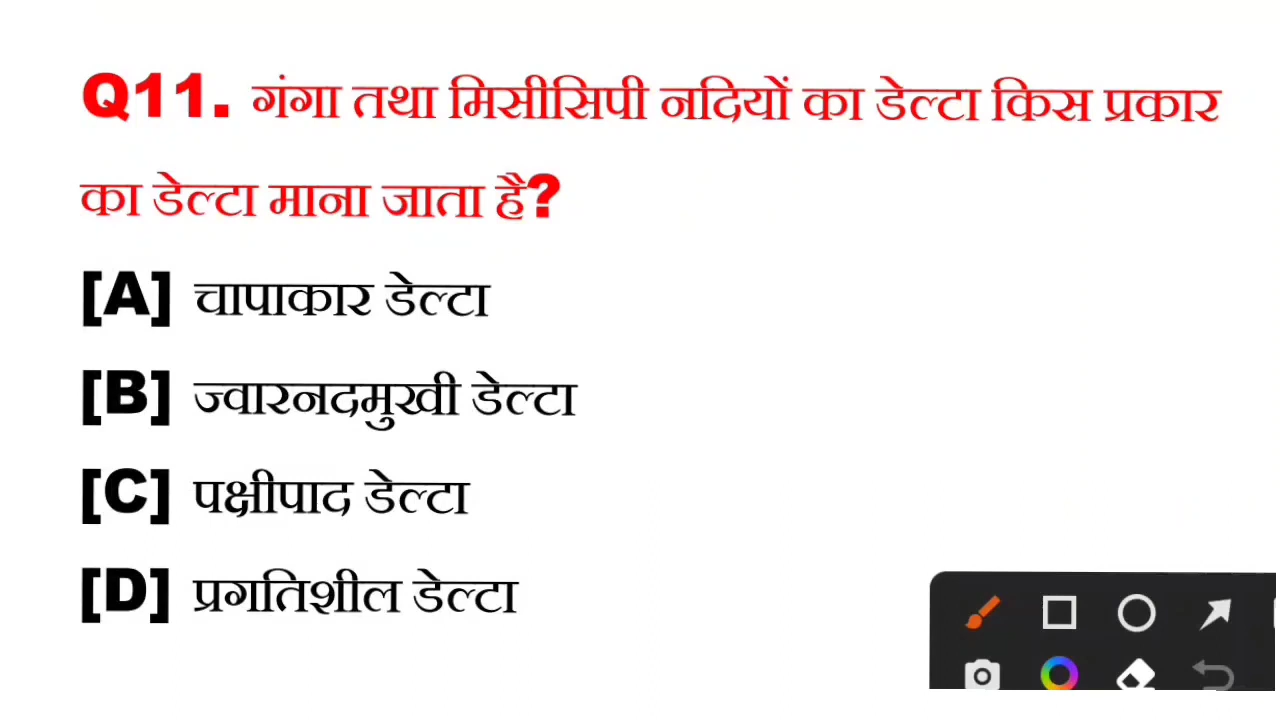 Q11. गंगा तथा मिसीसिपी नदियों का डेल्टा किस प्रकार
का डेल्टा माना जाता है?
[A] चापाकार डेल्टा
[B] ज्वारनदमुखी डेल्टा
[C] पक्षीपाद डेल्टा
[D] प्रगतिशील डेल्टा